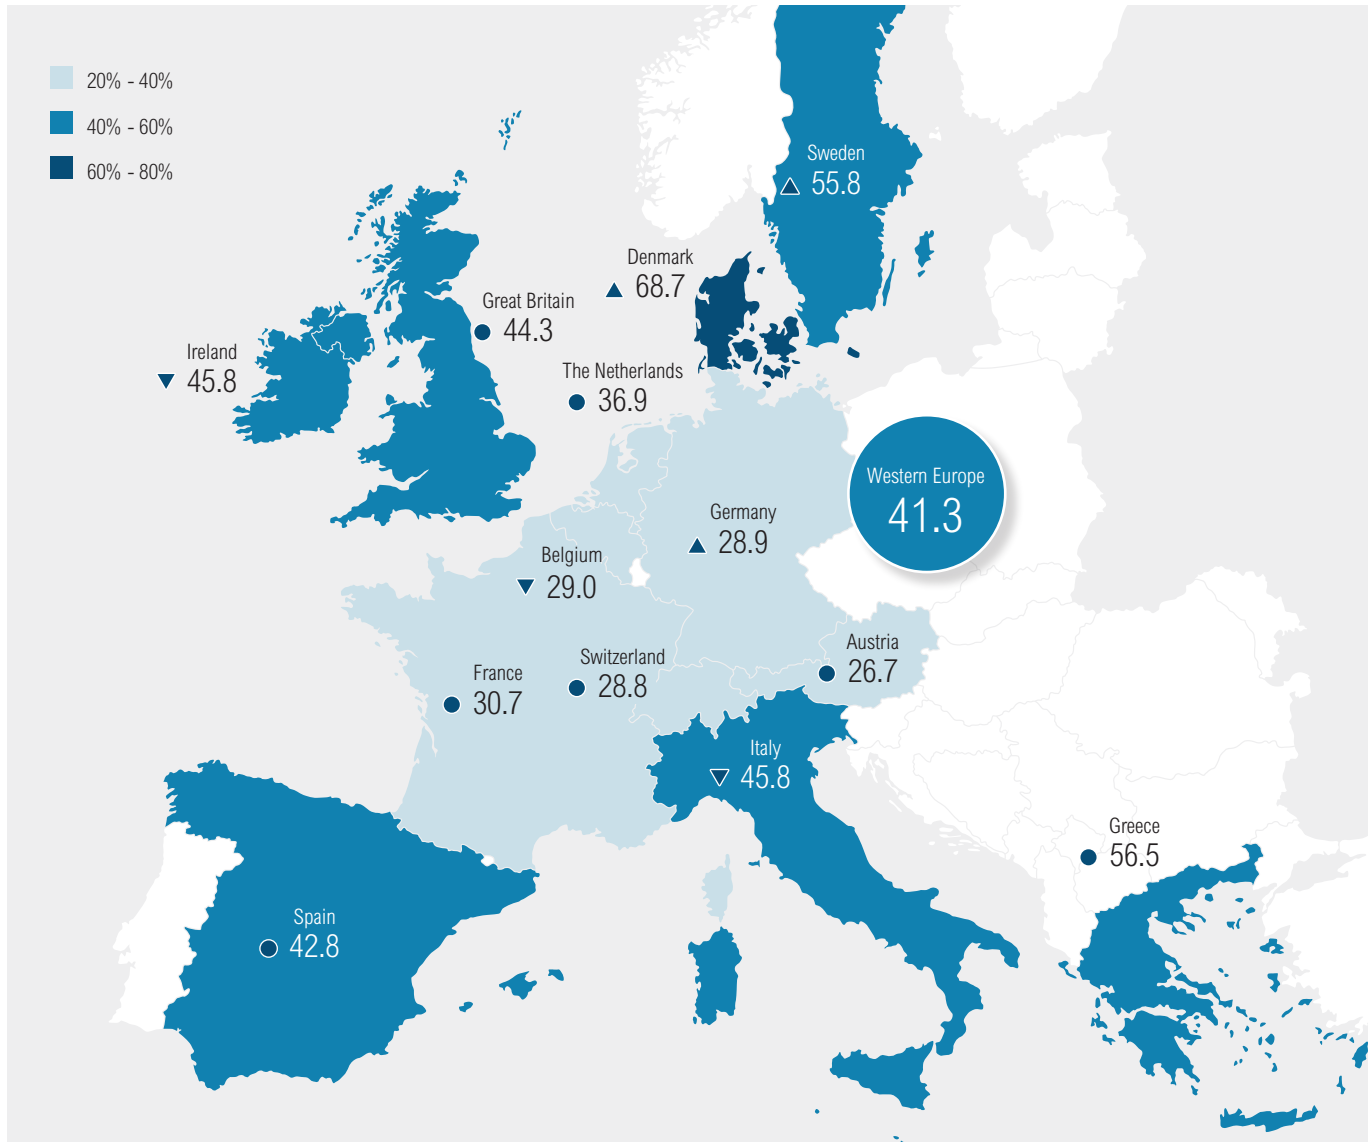 20% - 40%
40% - 60%
60% - 80%
Sweden
55.8
Denmark
68.7
Great Britain
44.3
Ireland
45.8
The Netherlands
36.9
Western Europe
41.3
Germany
28.9
Belgium
29.0
Austria
26.7
Switzerland
28.8
France
30.7
Italy
45.8
Greece
56.5
Spain
42.8